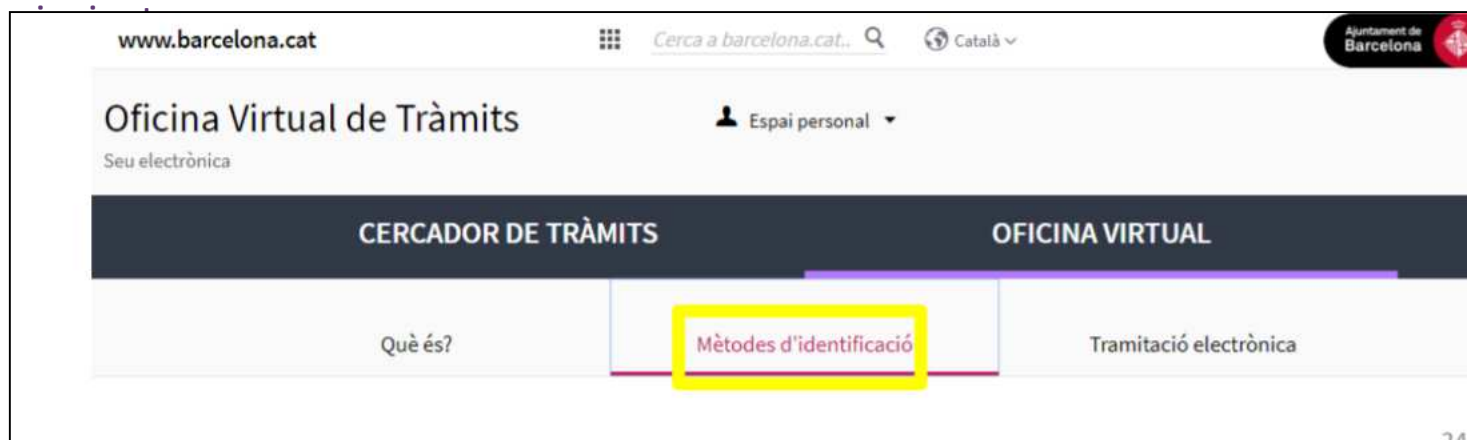 www.barcelona.cat
Cerca a barcelona.cat..
Català
Ajuntament de
Barcelona
Oficina Virtual de Tràmits
Espai personal
Seu electrònica
CERCADOR DE TRÀMITS
OFICINA VIRTUAL
Què és?
Mètodes d'identificació
Tramitació electrònica